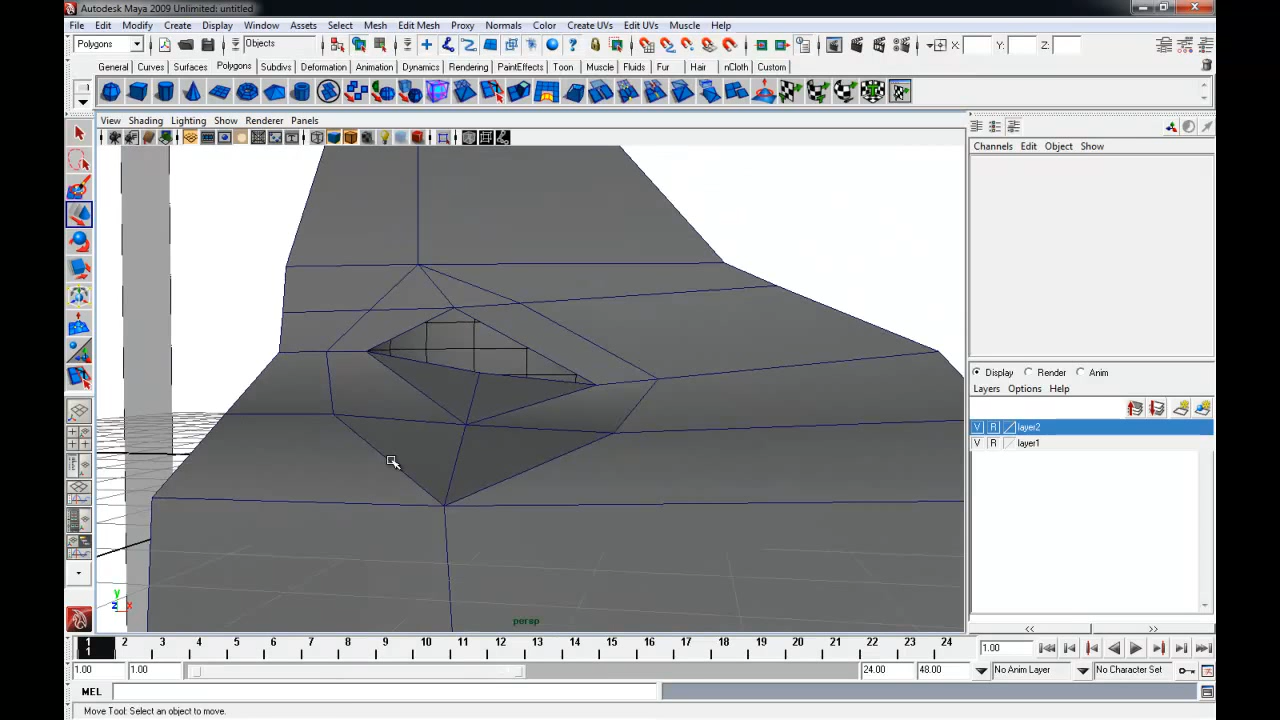 Autodesk Maya 2009 Unlimited: untitled
File Edit Modify Create Display Window Assets Select Mesh Edit Mesh Proxy Normals Color Create UVs Edit UVs Muscle Help
Polygons Objects X: Y: Z:
General Curves Surfaces Polygons Subdivs Deformation Animation Dynamics Rendering PaintEffects Toon Muscle Fluids Fur Hair nCloth Custom
View Shading Lighting Show Renderer Panels
Channels Edit Object Show
Display Render Anim
Layers Options Help
V R layer2
V R layer1
y
z x
persp
<< >>
1 2 3 4 5 6 7 8 9 10 11 12 13 14 15 16 17 18 19 20 21 22 23 24
1 1.00
1.00 1.00 24.00 48.00 No Anim Layer No Character Set
MEL
Move Tool: Select an object to move.